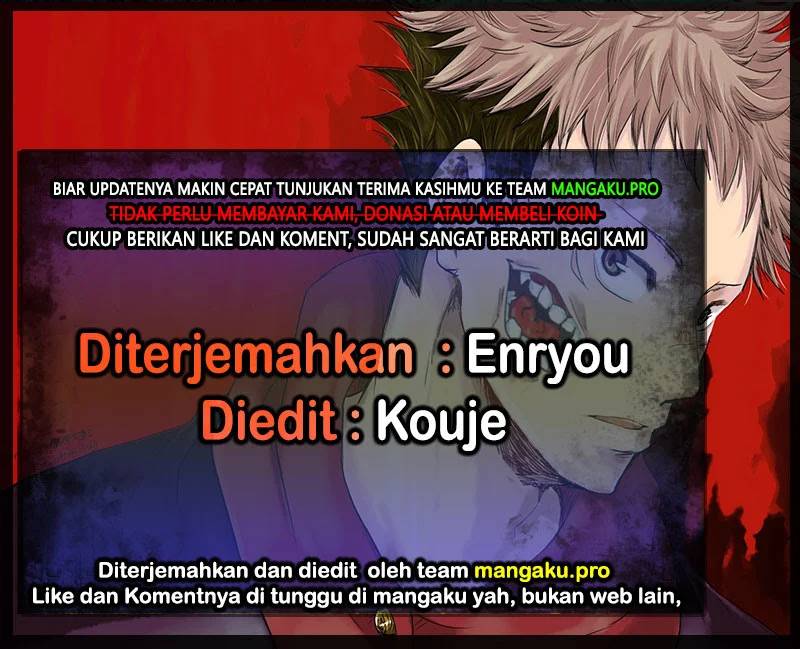 BIAR UPDATENYA MAKIN CEPAT TUNJUKAN TERIMA KASIHMU KE TEAM MANGAKU.PRO
TIDAK PERLU MEMBAYAR KAMI, DONASI ATAU MEMBELI KOIN
CUKUP BERIKAN LIKE DAN KOMENT, SUDAH SANGAT BERARTI BAGI KAMI
Diterjemahkan : Enryou
Diedit : Kouje
Diterjemahkan dan diedit oleh team mangaku.pro
Like dan Komentnya di tunggu di mangaku yah, bukan web lain,